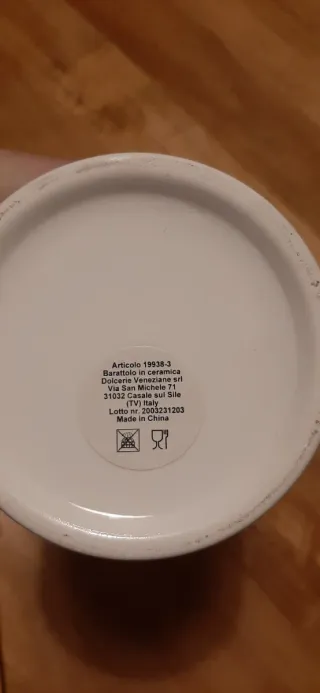 Articolo 19938-3
Barattolo in ceramica
Dolcerie Veneziane srl
Via San Michele 71
31032 Casale sul Sile
(TV) Italy
Lotto nr. 2003231203
Made in China